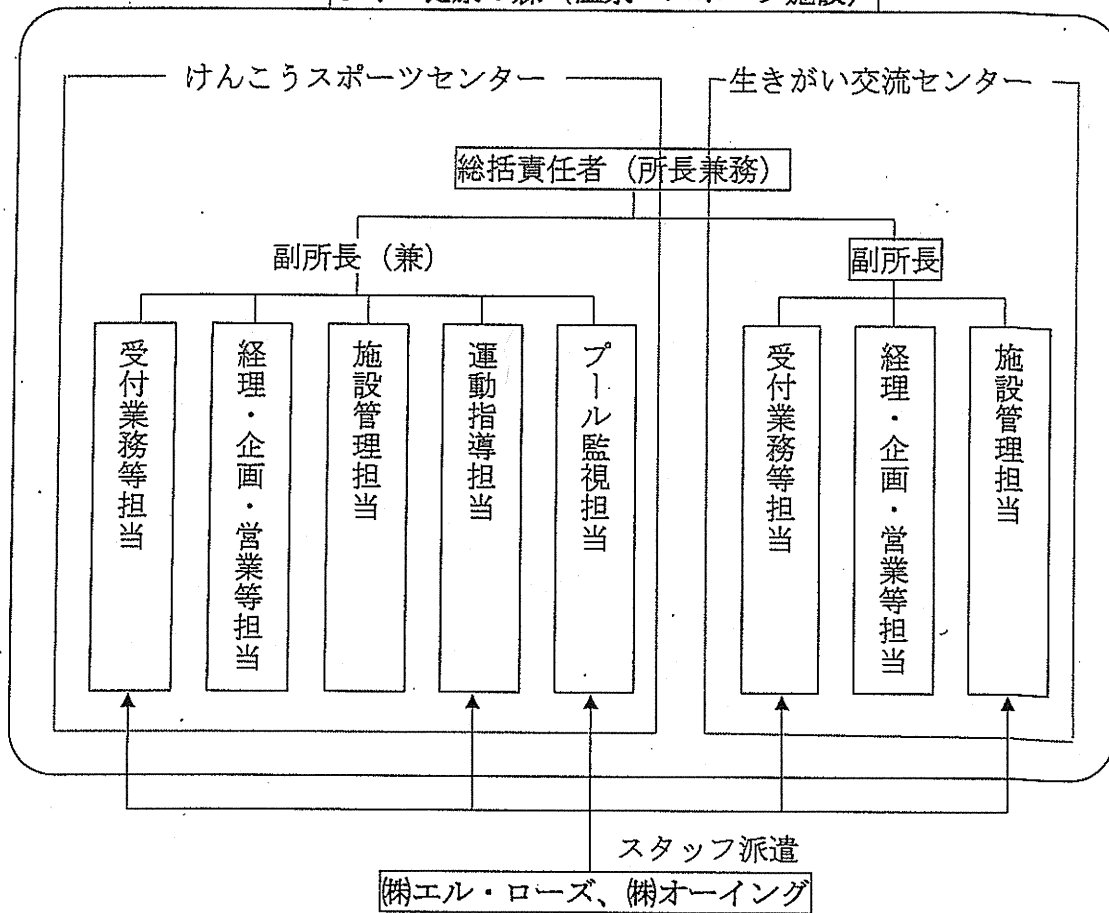 けんこうスポーツセンター
生きがい交流センター
総括責任者（所長兼務）
副所長（兼）
副所長
受付業務等担当
経理・企画・営業等担当
施設管理担当
運動指導担当
プール監視担当
受付業務等担当
経理・企画・営業等担当
施設管理担当
スタッフ派遣
㈱エル・ローズ、㈱オーイング